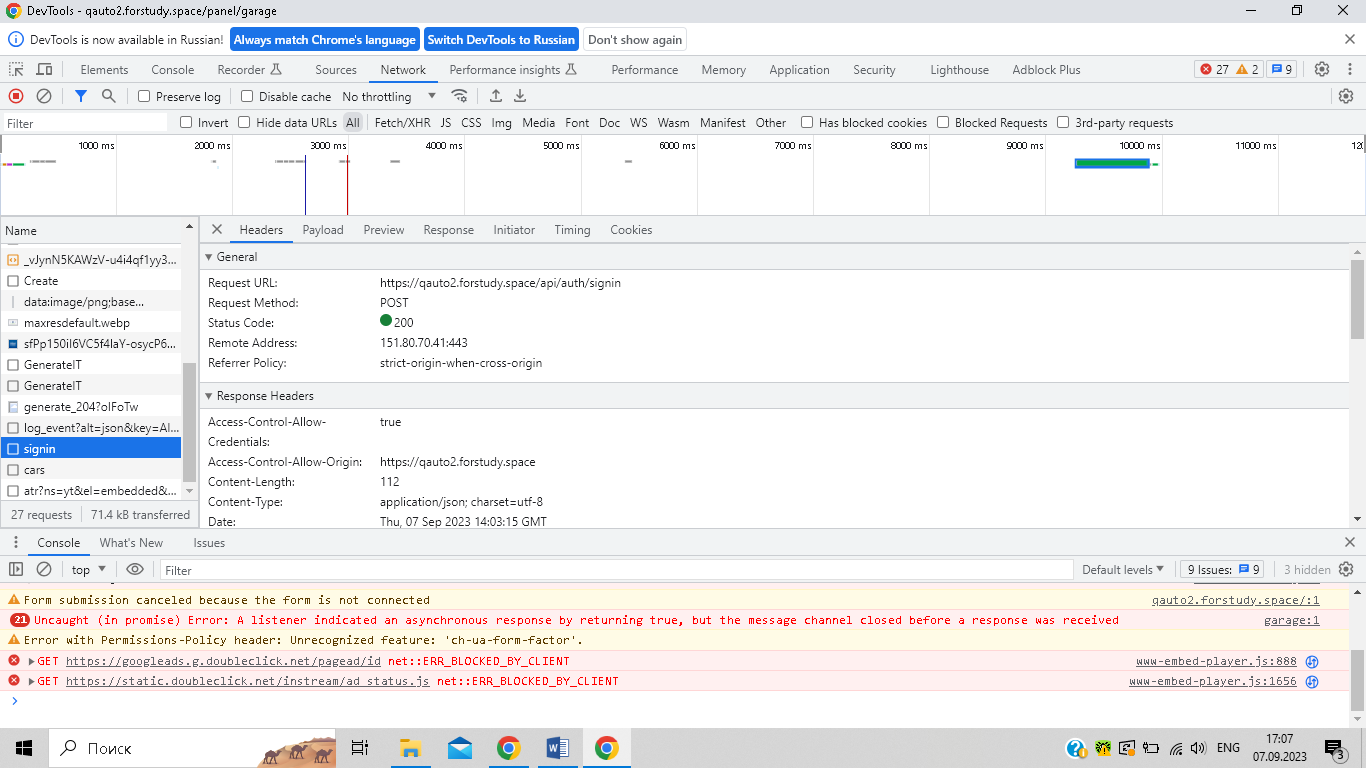 DevTools - qauto2.forstudy.space/panel/garage
DevTools is now available in Russian! Always match Chrome's language Switch DevTools to Russian Don't show again
Elements Console Recorder Sources Network Performance insights Performance Memory Application Security Lighthouse Adblock Plus 27 2 9
Preserve log Disable cache No throttling
Filter Invert Hide data URLs All Fetch/XHR JS CSS Img Media Font Doc WS Wasm Manifest Other Has blocked cookies Blocked Requests 3rd-party requests
1000 ms 2000 ms 3000 ms 4000 ms 5000 ms 6000 ms 7000 ms 8000 ms 9000 ms 10000 ms 11000 ms
Name
_vJynN5KAWzV-u4i4qf1yy3...
Create
data:image/png;base...
maxresdefault.webp
GenerateIT
GenerateIT
generate_204?oIFoTw
log_event?alt=json&key=AI...
signin
cars
atr?ns=yt&el=embedded&...
27 requests 71.4 kB transferred
Headers Payload Preview Response Initiator Timing Cookies
General
Request URL: https://qauto2.forstudy.space/api/auth/signin
Request Method: POST
Status Code: 200
Remote Address: 151.80.70.41:443
Referrer Policy: strict-origin-when-cross-origin
Response Headers
Access-Control-Allow- true
Credentials:
Access-Control-Allow-Origin: https://qauto2.forstudy.space
Content-Length: 112
Content-Type: application/json; charset=utf-8
Date: Thu, 07 Sep 2023 14:03:15 GMT
Console What's New Issues
top Filter Default levels 9 Issues: 9 3 hidden
Form submission canceled because the form is not connected qauto2.forstudy.space/:1
21 Uncaught (in promise) Error: A listener indicated an asynchronous response by returning true, but the message channel closed before a response was received garage:1
Error with Permissions-Policy header: Unrecognized feature: 'ch-ua-form-factor'.
GET https://googleads.g.doubleclick.net/pagead/id net::ERR_BLOCKED_BY_CLIENT www-embed-player.js:888
GET https://static.doubleclick.net/instream/ad_status.js net::ERR_BLOCKED_BY_CLIENT www-embed-player.js:1656
Поиск
ENG
17:07
07.09.2023
3